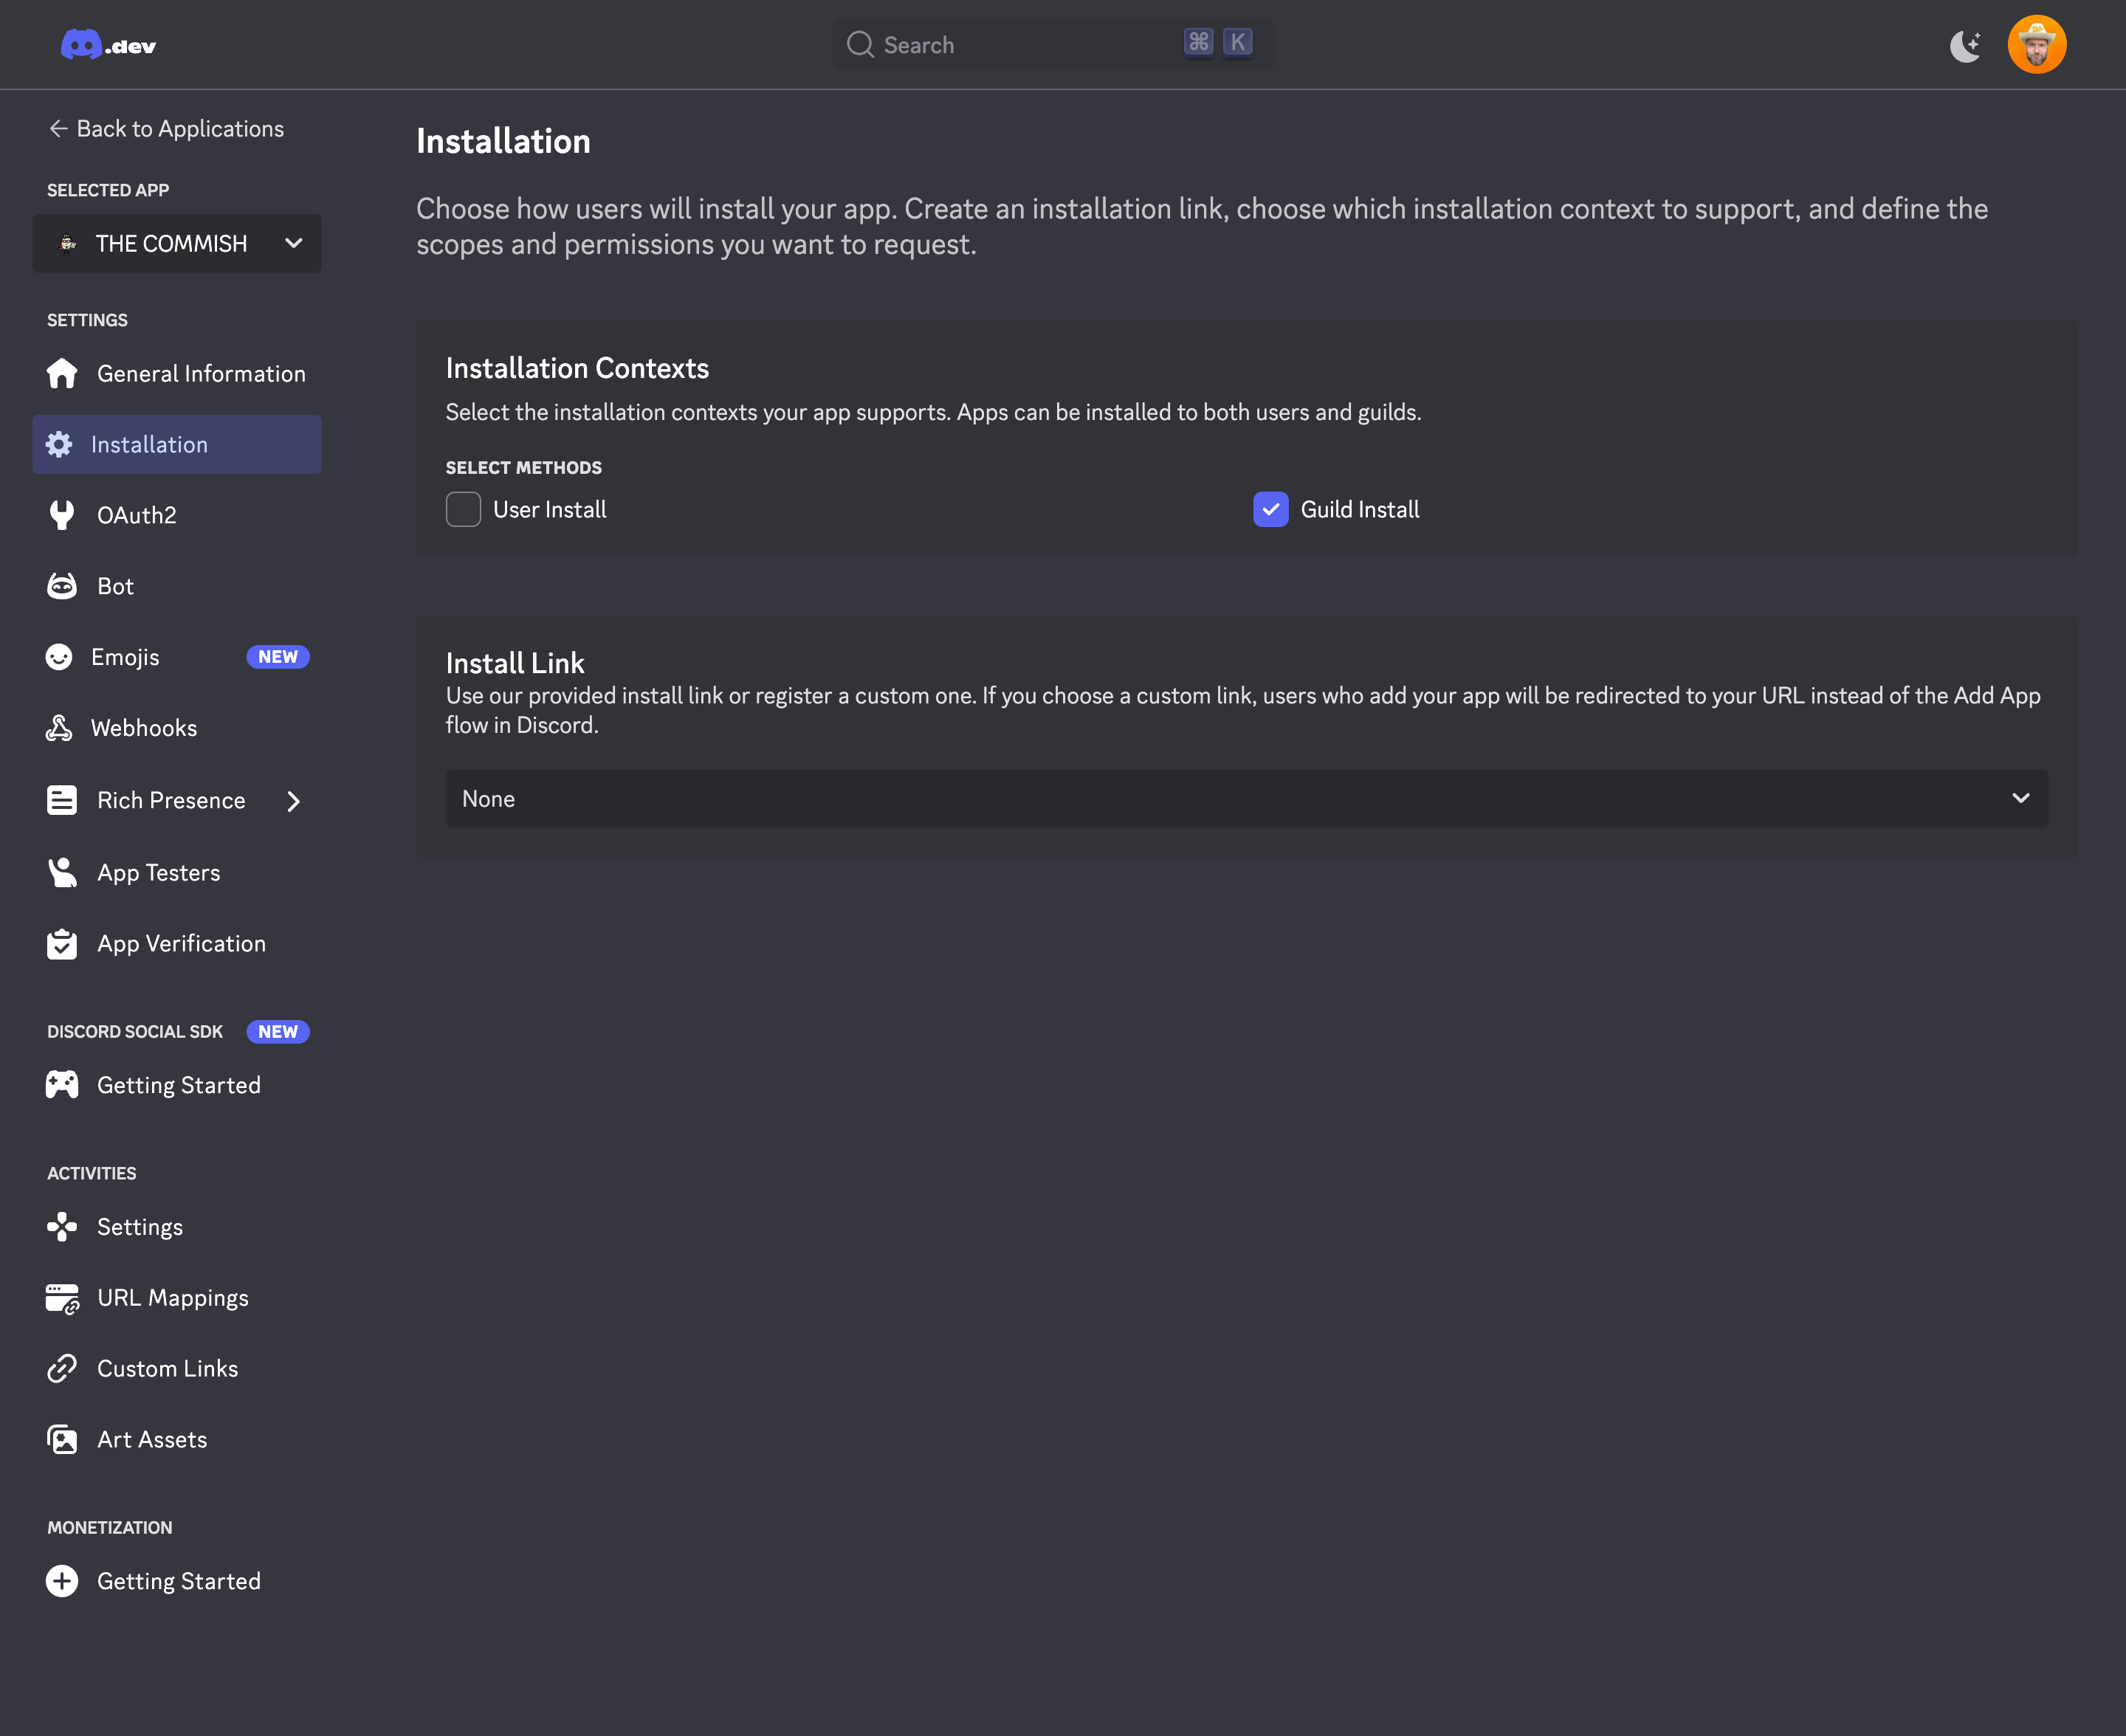 .dev
Search
⌘ K
Back to Applications
SELECTED APP
THE COMMISH
SETTINGS
General Information
Installation
OAuth2
Bot
Emojis
NEW
Webhooks
Rich Presence
App Testers
App Verification
DISCORD SOCIAL SDK
NEW
Getting Started
ACTIVITIES
Settings
URL Mappings
Custom Links
Art Assets
MONETIZATION
Getting Started
Installation
Choose how users will install your app. Create an installation link, choose which installation context to support, and define the
scopes and permissions you want to request.
Installation Contexts
Select the installation contexts your app supports. Apps can be installed to both users and guilds.
SELECT METHODS
User Install
Guild Install
Install Link
Use our provided install link or register a custom one. If you choose a custom link, users who add your app will be redirected to your URL instead of the Add App
flow in Discord.
None